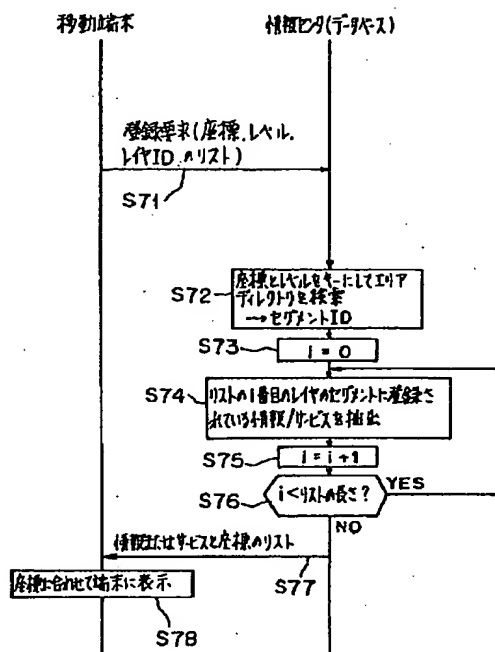 移動端末
情報センタ(データベース)
登録要求(座標、レベル、
レイヤIDのリスト)
S71
座標とレベルをキーにしてエリア
ディレクトリを検索
→セグメントID
S72
S73
i = 0
S74
リストのi番目のレイヤのセグメントに登録さ
れている情報/サービスを抽出
S75
i = i + 1
S76
i<リストの長さ?
YES
NO
情報またはサービスと座標のリスト
S77
座標に合わせて端末に表示
S78